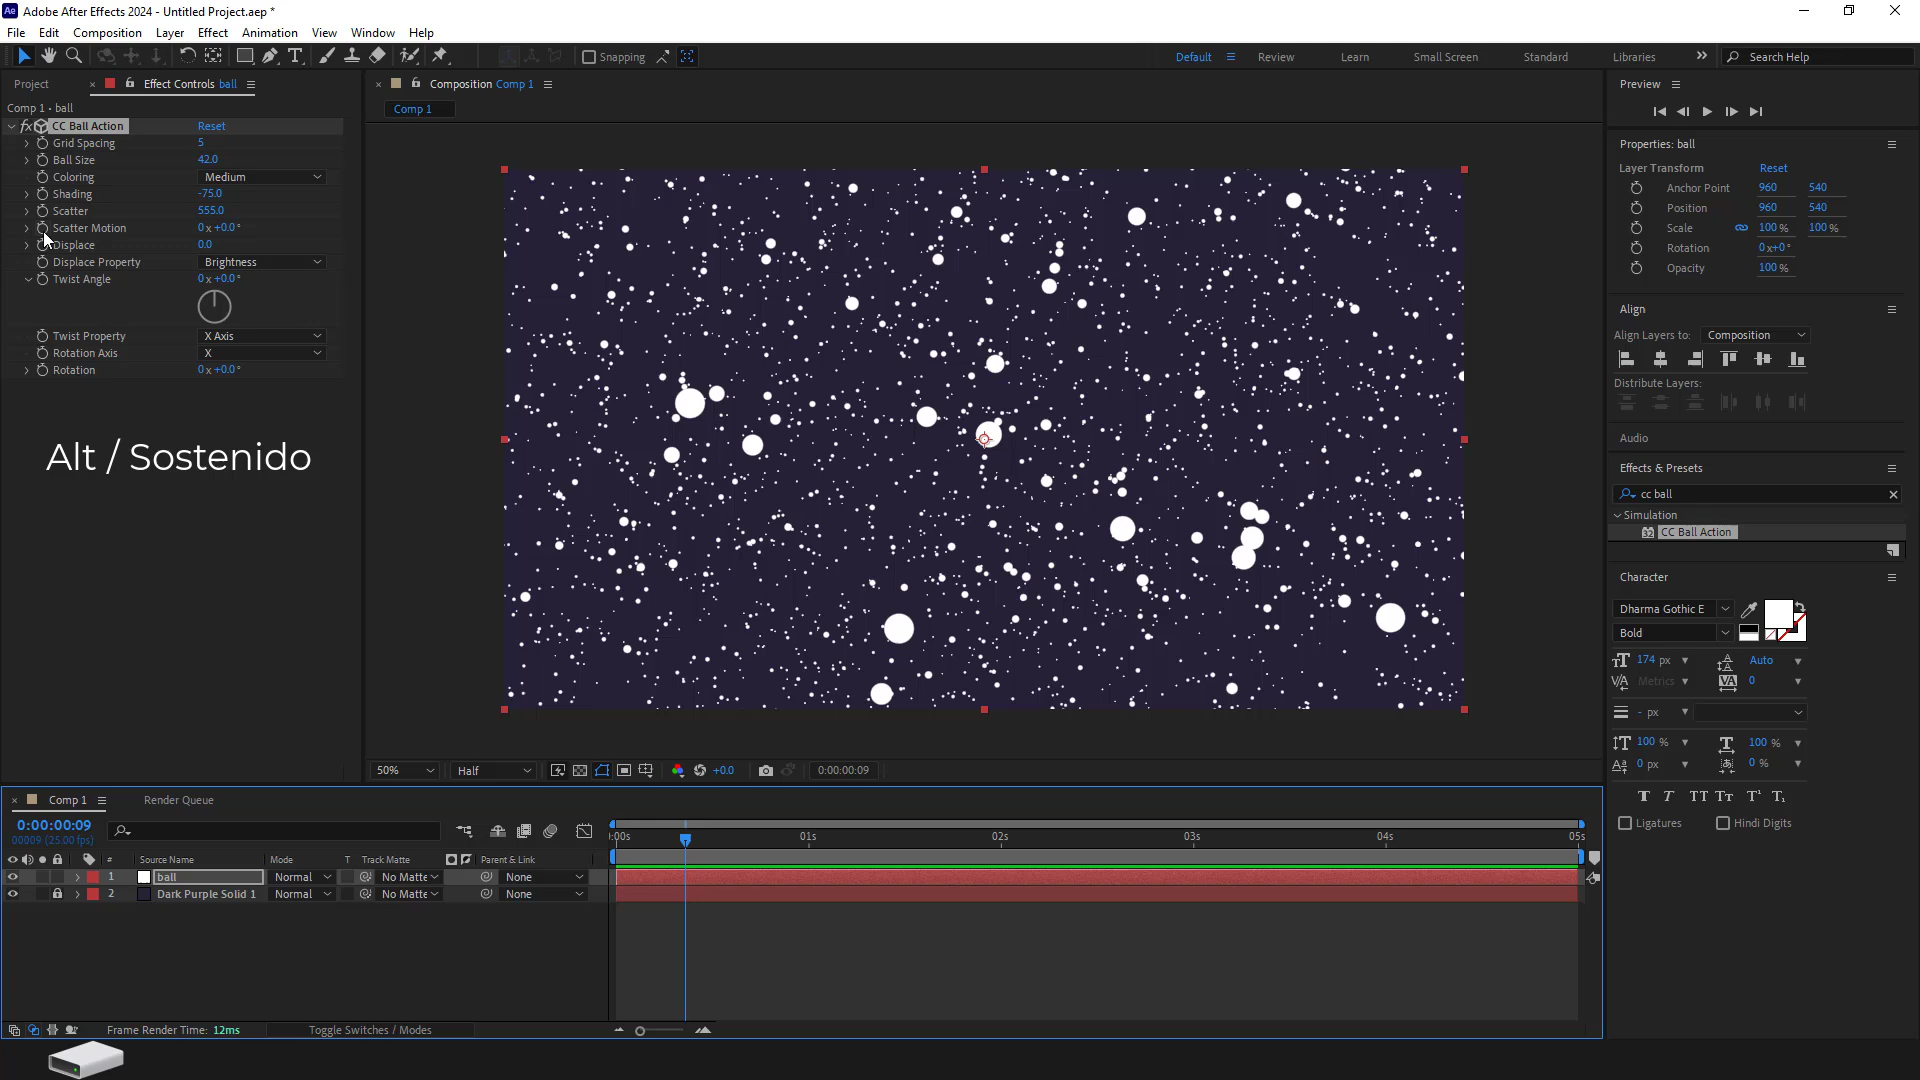 Adobe After Effects 2024 - Untitled Project.aep *
File Edit Composition Layer Effect Animation View Window Help
Snapping
Default Review Learn Small Screen Standard Libraries Search Help
Project Effect Controls ball
Comp 1 • ball
fx CC Ball Action Reset
Grid Spacing 5
Ball Size 42.0
Coloring Medium
Shading -75.0
Scatter 555.0
Scatter Motion 0x+0.0°
Displace 0.0
Displace Property Brightness
Twist Angle 0x+0.0°
Twist Property X Axis
Rotation Axis X
Rotation 0x+0.0°
Alt / Sostenido
Composition Comp 1
Comp 1
50% Half +0.0 0:00:00:09
Preview
Properties: ball
Layer Transform Reset
Anchor Point 960 540
Position 960 540
Scale 100 % 100 %
Rotation 0x+0°
Opacity 100 %
Align
Align Layers to: Composition
Distribute Layers:
Audio
Effects & Presets
cc ball
Simulation
CC Ball Action
Character
Dharma Gothic E
Bold
174 px Auto
Metrics 0
- px
100 % 100 %
0 px 0 %
Ligatures Hindi Digits
Comp 1 Render Queue
0:00:00:09
00009 (25.00 fps)
:00s 01s 02s 03s 04s 05s
# Source Name Mode T Track Matte Parent & Link
1 ball Normal No Matte None
2 Dark Purple Solid 1 Normal No Matte None
Frame Render Time: 12ms Toggle Switches / Modes